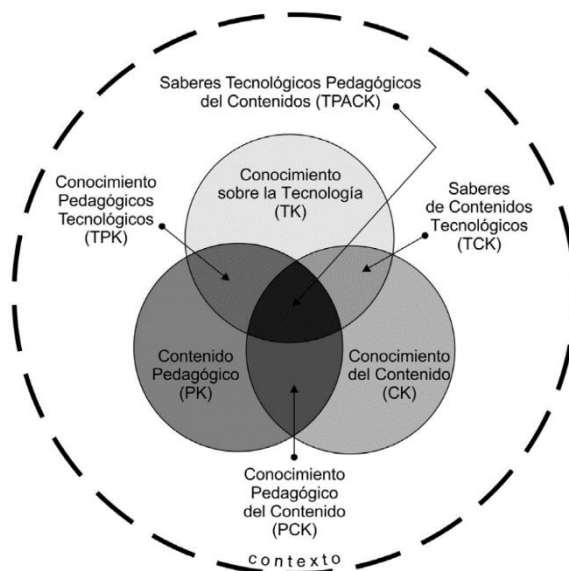 Saberes Tecnológicos Pedagógicos
del Contenidos (TPACK)
Conocimiento
Pedagógicos
Tecnológicos
(TPK)
Conocimiento
sobre la Tecnología
(TK)
Saberes
de Contenidos
Tecnológicos
(TCK)
Contenido
Pedagógico
(PK)
Conocimiento
del Contenido
(CK)
Conocimiento
Pedagógico
del Contenido
(PCK)
contexto